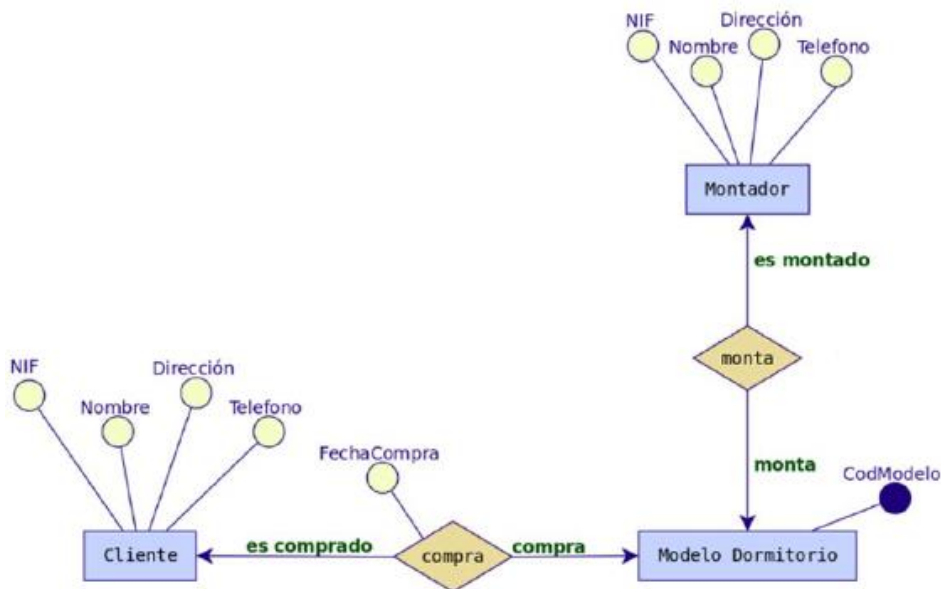 NIF
Nombre
Dirección
Telefono
Montador
es montado
monta
monta
NIF
Nombre
Dirección
Telefono
FechaCompra
CodModelo
Cliente
es comprado
compra
compra
Modelo Dormitorio